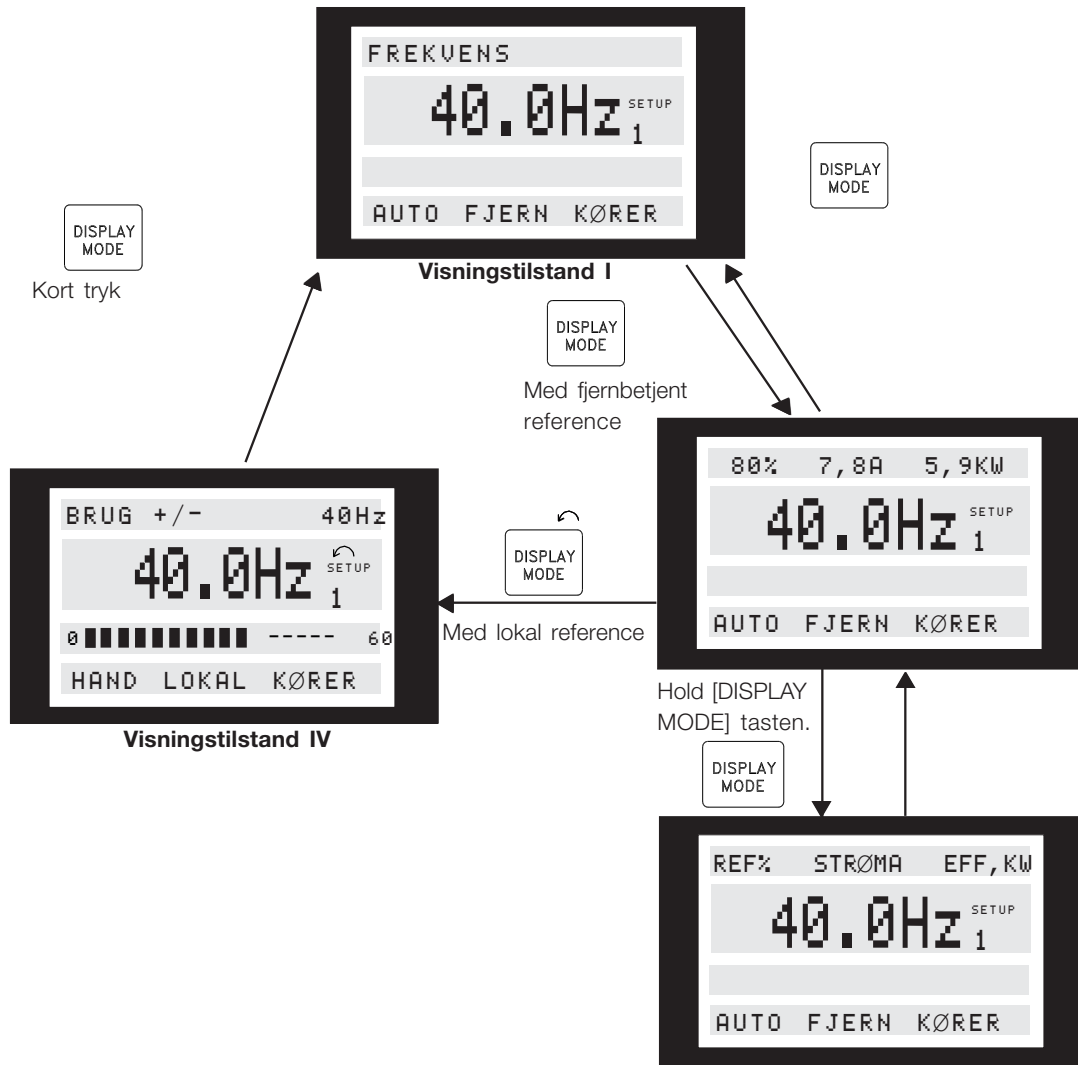 FREKVENS
40.0Hz SETUP
1
AUTO FJERN KØRER
Visningstilstand I
DISPLAY
MODE
DISPLAY
MODE
Kort tryk
DISPLAY
MODE
Med fjernbetjent
reference
80% 7,8A 5,9KW
40.0Hz SETUP
1
AUTO FJERN KØRER
BRUG +/- 40Hz
40.0Hz SETUP
1
0 ----- 60
HAND LOKAL KØRER
Visningstilstand IV
DISPLAY
MODE
Med lokal reference
Hold [DISPLAY
MODE] tasten.
DISPLAY
MODE
REF% STRØMA EFF,KW
40.0Hz SETUP
1
AUTO FJERN KØRER